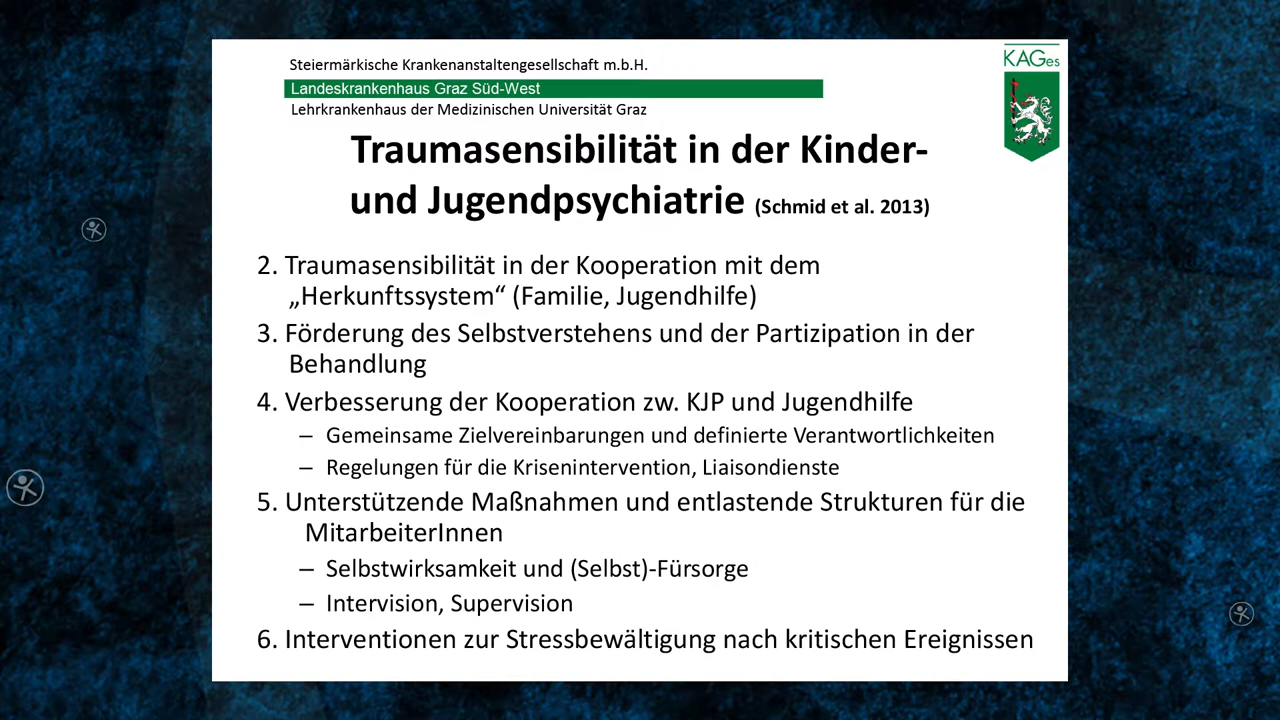 Steiermärkische Krankenanstaltengesellschaft m.b.H.
Landeskrankenhaus Graz Süd-West
Lehrkrankenhaus der Medizinischen Universität Graz
KAGes
Traumasensibilität in der Kinder-
und Jugendpsychiatrie (Schmid et al. 2013)
2. Traumasensibilität in der Kooperation mit dem
„Herkunftssystem“ (Familie, Jugendhilfe)
3. Förderung des Selbstverstehens und der Partizipation in der
Behandlung
4. Verbesserung der Kooperation zw. KJP und Jugendhilfe
– Gemeinsame Zielvereinbarungen und definierte Verantwortlichkeiten
– Regelungen für die Krisenintervention, Liaisondienste
5. Unterstützende Maßnahmen und entlastende Strukturen für die
MitarbeiterInnen
– Selbstwirksamkeit und (Selbst)-Fürsorge
– Intervision, Supervision
6. Interventionen zur Stressbewältigung nach kritischen Ereignissen